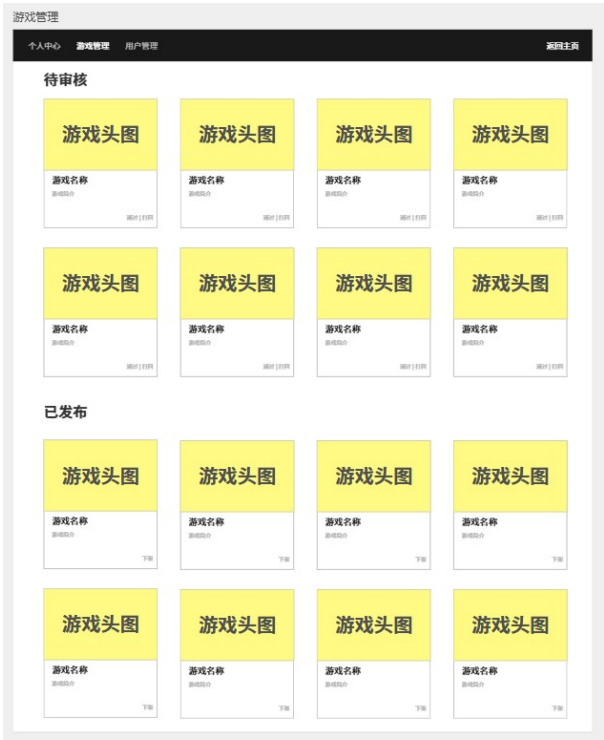 游戏管理
个人中心 游戏管理 用户管理 返回主页
待审核
游戏头图 游戏头图 游戏头图 游戏头图
游戏名称 游戏名称 游戏名称 游戏名称
游戏简介 游戏简介 游戏简介 游戏简介
通过 | 打回 通过 | 打回 通过 | 打回 通过 | 打回
游戏头图 游戏头图 游戏头图 游戏头图
游戏名称 游戏名称 游戏名称 游戏名称
游戏简介 游戏简介 游戏简介 游戏简介
通过 | 打回 通过 | 打回 通过 | 打回 通过 | 打回
已发布
游戏头图 游戏头图 游戏头图 游戏头图
游戏名称 游戏名称 游戏名称 游戏名称
游戏简介 游戏简介 游戏简介 游戏简介
下架 下架 下架 下架
游戏头图 游戏头图 游戏头图 游戏头图
游戏名称 游戏名称 游戏名称 游戏名称
游戏简介 游戏简介 游戏简介 游戏简介
下架 下架 下架 下架